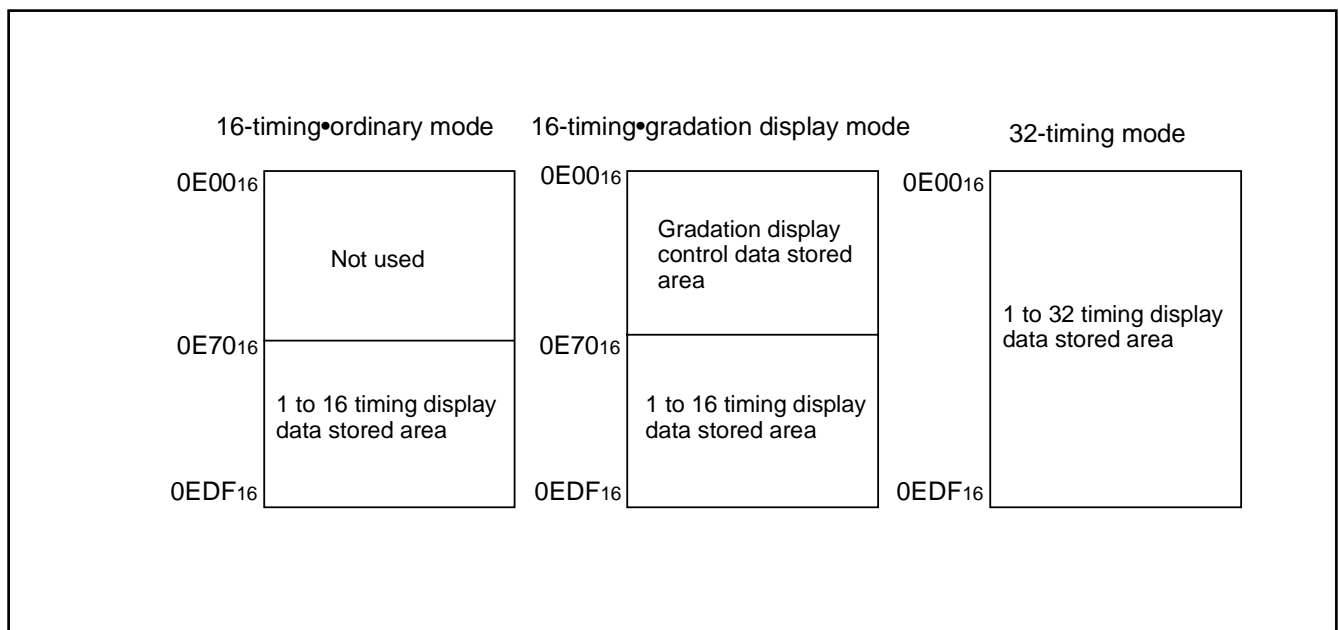 16-timing•ordinary mode
0E0016
Not used
0E7016
1 to 16 timing display
data stored area
0EDF16
16-timing•gradation display mode
0E0016
Gradation display
control data stored
area
0E7016
1 to 16 timing display
data stored area
0EDF16
32-timing mode
0E0016
1 to 32 timing display
data stored area
0EDF16